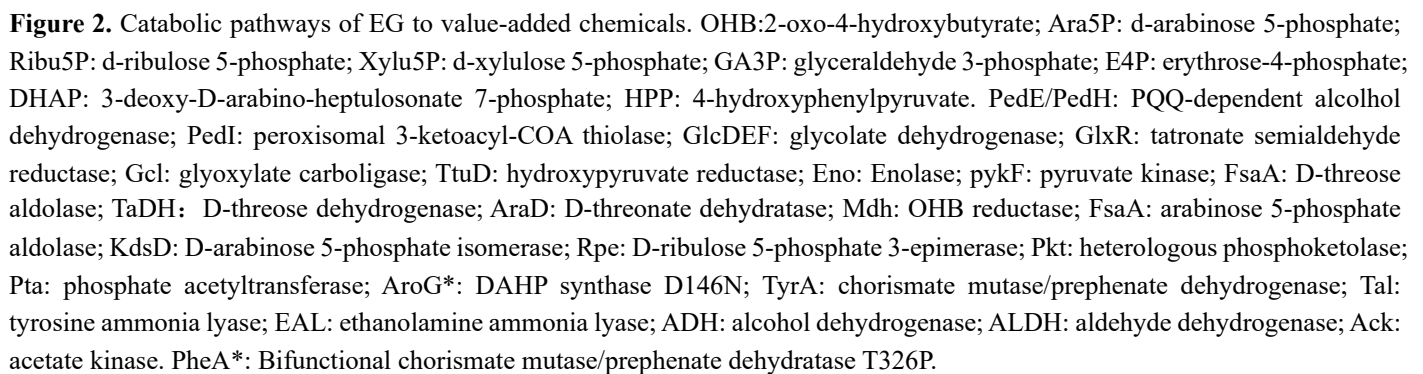 Figure 2. Catabolic pathways of EG to value-added chemicals. OHB:2-oxo-4-hydroxybutyrate; Ara5P: d-arabinose 5-phosphate;
Ribu5P: d-ribulose 5-phosphate; Xylu5P: d-xylulose 5-phosphate; GA3P: glyceraldehyde 3-phosphate; E4P: erythrose-4-phosphate;
DHAP: 3-deoxy-D-arabino-heptulosonate 7-phosphate; HPP: 4-hydroxyphenylpyruvate. PedE/PedH: PQQ-dependent alcolhol
dehydrogenase; PedI: peroxisomal 3-ketoacyl-COA thiolase; GlcDEF: glycolate dehydrogenase; GlxR: tatronate semialdehyde
reductase; Gcl: glyoxylate carboligase; TtuD: hydroxypyruvate reductase; Eno: Enolase; pykF: pyruvate kinase; FsaA: D-threose
aldolase; TaDH：D-threose dehydrogenase; AraD: D-threonate dehydratase; Mdh: OHB reductase; FsaA: arabinose 5-phosphate
aldolase; KdsD: D-arabinose 5-phosphate isomerase; Rpe: D-ribulose 5-phosphate 3-epimerase; Pkt: heterologous phosphoketolase;
Pta: phosphate acetyltransferase; AroG*: DAHP synthase D146N; TyrA: chorismate mutase/prephenate dehydrogenase; Tal:
tyrosine ammonia lyase; EAL: ethanolamine ammonia lyase; ADH: alcohol dehydrogenase; ALDH: aldehyde dehydrogenase; Ack:
acetate kinase. PheA*: Bifunctional chorismate mutase/prephenate dehydratase T326P.